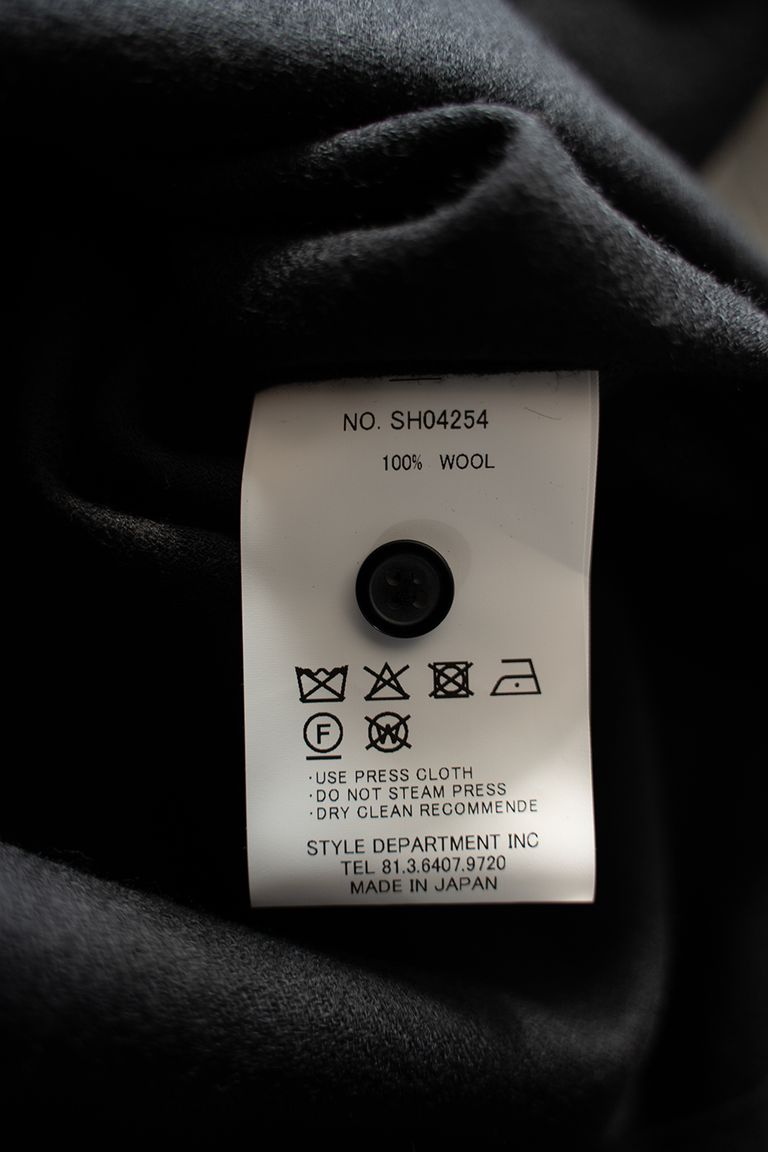 NO. SH04254
100% WOOL
F W
·USE PRESS CLOTH
·DO NOT STEAM PRESS
·DRY CLEAN RECOMMENDE
STYLE DEPARTMENT INC
TEL 81.3.6407.9720
MADE IN JAPAN